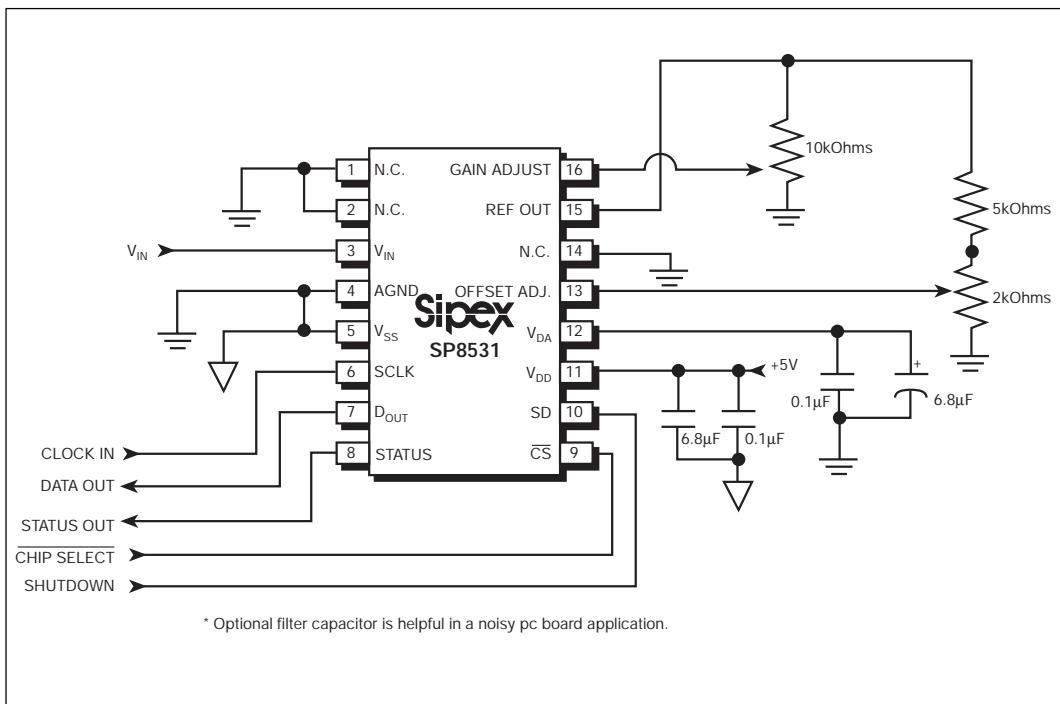 10kOhms
1 N.C. GAIN ADJUST 16
2 N.C. REF OUT 15
5kOhms
V_IN 3 V_IN N.C. 14
4 AGND OFFSET ADJ. 13
2kOhms
Sipex
SP8531
5 V_SS V_DA 12
6 SCLK V_DD 11 +5V
+
0.1µF 6.8µF
7 D_OUT SD 10
6.8µF 0.1µF
8 STATUS C̅S̅ 9
CLOCK IN
DATA OUT
STATUS OUT
CHIP SELECT
SHUTDOWN
* Optional filter capacitor is helpful in a noisy pc board application.